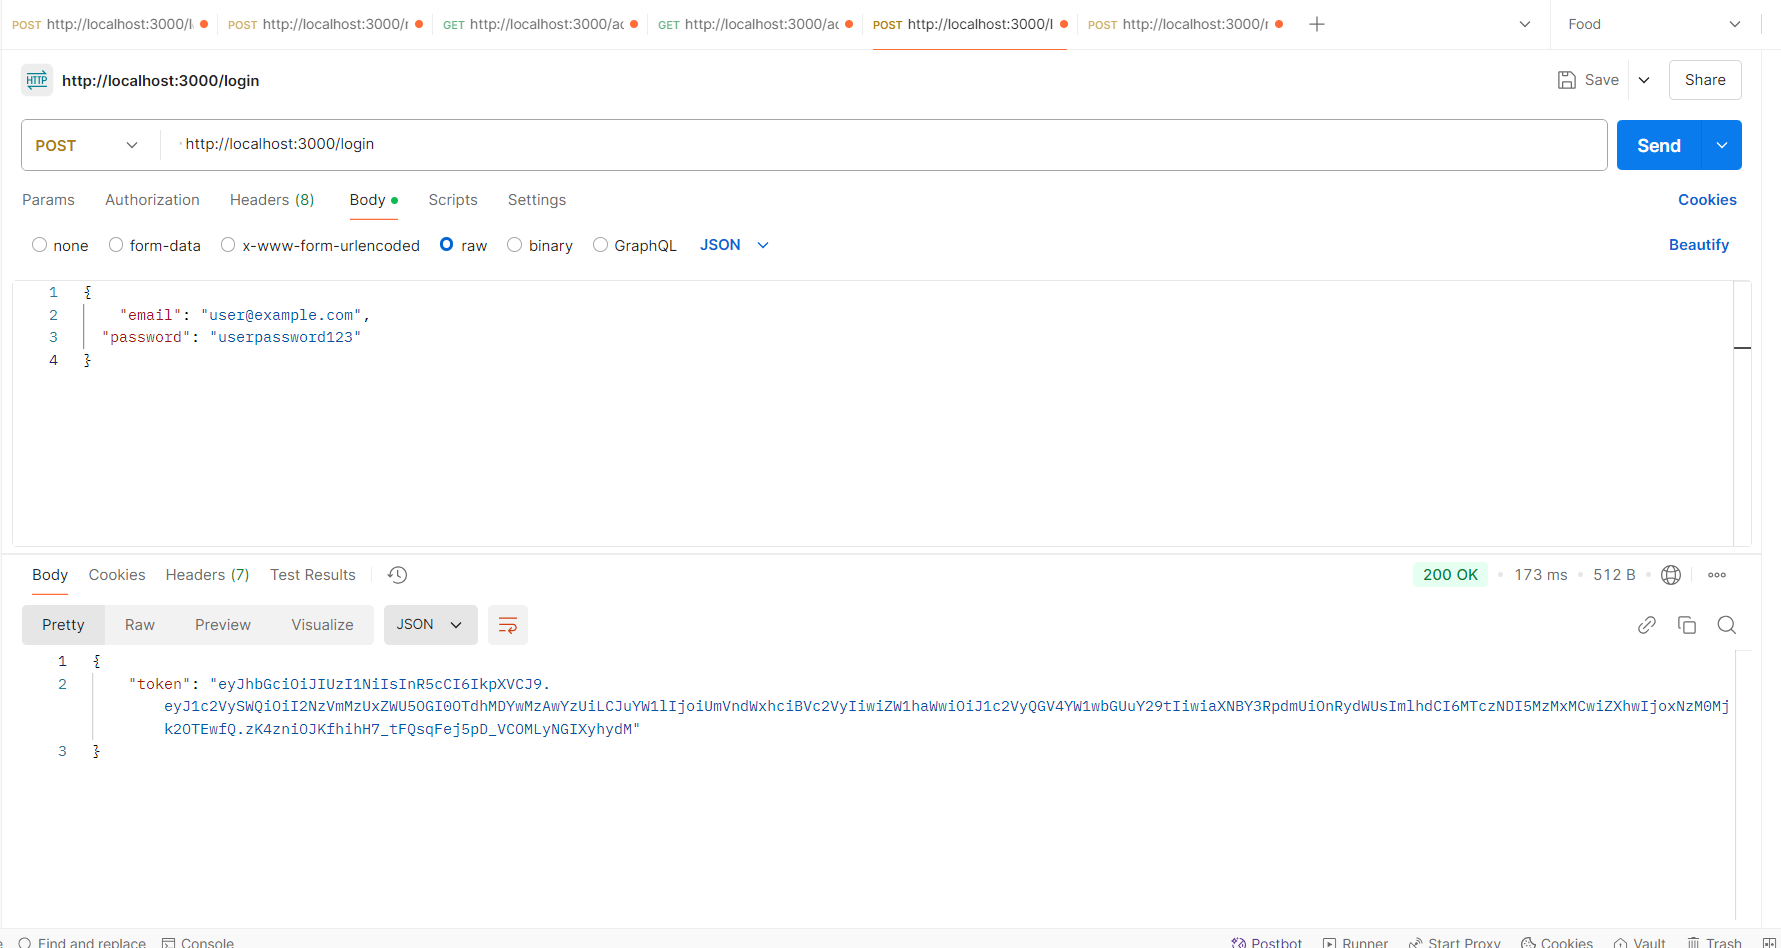 POST http://localhost:3000/l POST http://localhost:3000/r GET http://localhost:3000/ac GET http://localhost:3000/ac POST http://localhost:3000/l POST http://localhost:3000/r Food
HTTP http://localhost:3000/login Save Share
POST http://localhost:3000/login Send
Params Authorization Headers (8) Body Scripts Settings Cookies
none form-data x-www-form-urlencoded raw binary GraphQL JSON Beautify
1 {
2 "email": "user@example.com",
3 "password": "userpassword123"
4 }
Body Cookies Headers (7) Test Results 200 OK 173 ms 512 B
Pretty Raw Preview Visualize JSON
1 {
2 "token": "eyJhbGciOiJIUzI1NiIsInR5cCI6IkpXVCJ9.
eyJ1c2VySWQiOiI2NzVmMzUxZWU5OGI0OTdhMDYwMzAwYzUiLCJuYW1lIjoiUmVndWxhciBVc2VyIiwiZW1haWwiOiJ1c2VyQGV4YW1wbGUuY29tIiwiaXNBY3RpdmUiOnRydWUsImlhdCI6MTczNDI5MzMxMCwiZXhwIjoxNzM0Mj
k2OTEwfQ.zK4zniOJKfhihH7_tFQsqFej5pD_VCOMLyNGIXyhydM"
3 }
Find and replace Console Postbot Runner Start Proxy Cookies Vault Trash